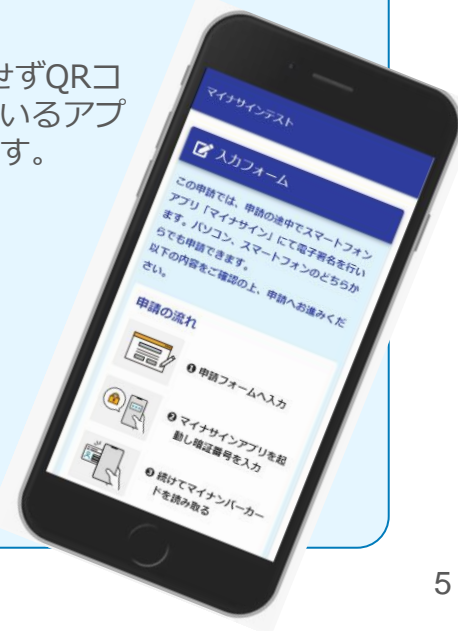 せずQRコ
いるアプ
す。
マイナサインテスト
入力フォーム
この申請では、申請の途中でスマートフォン
アプリ「マイナサイン」にて電子署名を行い
ます。パソコン、スマートフォンのどちらか
らでも申請できます。
以下の内容をご確認の上、申請へお進みくだ
さい。
申請の流れ
❶ 申請フォームへ入力
❷ マイナサインアプリを起
動し暗証番号を入力
❸ 続けてマイナンバーカー
ドを読み取る
5